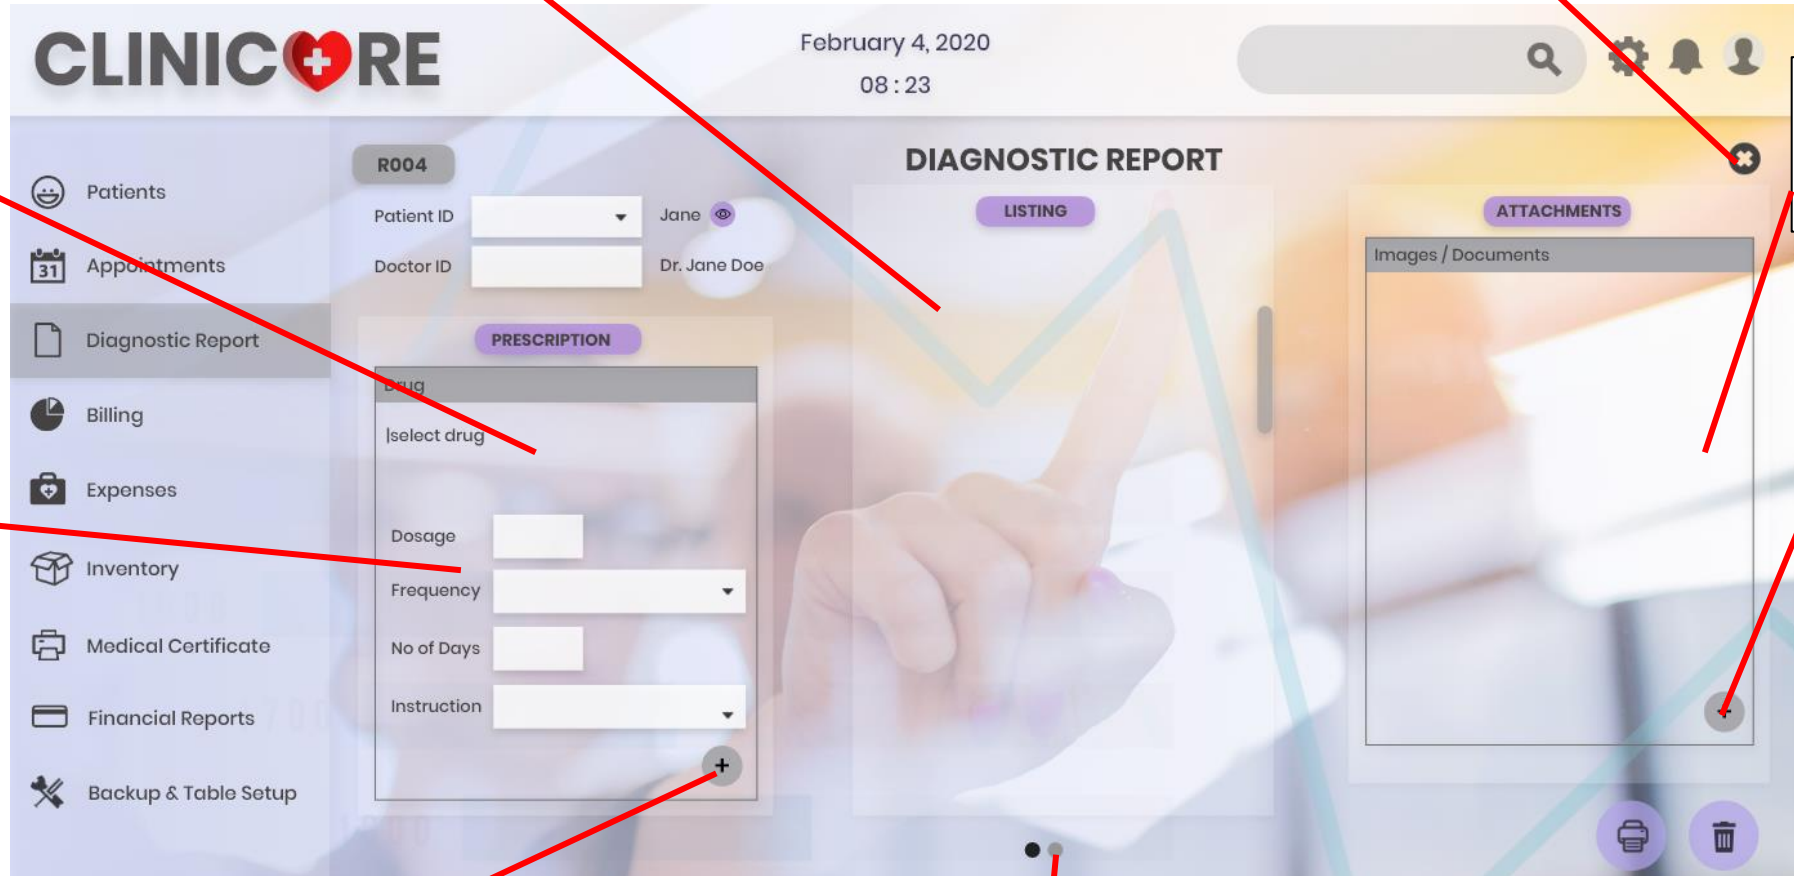 CLINICORE
February 4, 2020
08 : 23
Patients
31
Appointments
Diagnostic Report
Billing
Expenses
Inventory
Medical Certificate
Financial Reports
Backup & Table Setup
R004
DIAGNOSTIC REPORT
Patient ID
Jane
Doctor ID
Dr. Jane Doe
PRESCRIPTION
Drug
|select drug
Dosage
Frequency
No of Days
Instruction
+
LISTING
ATTACHMENTS
Images / Documents
+